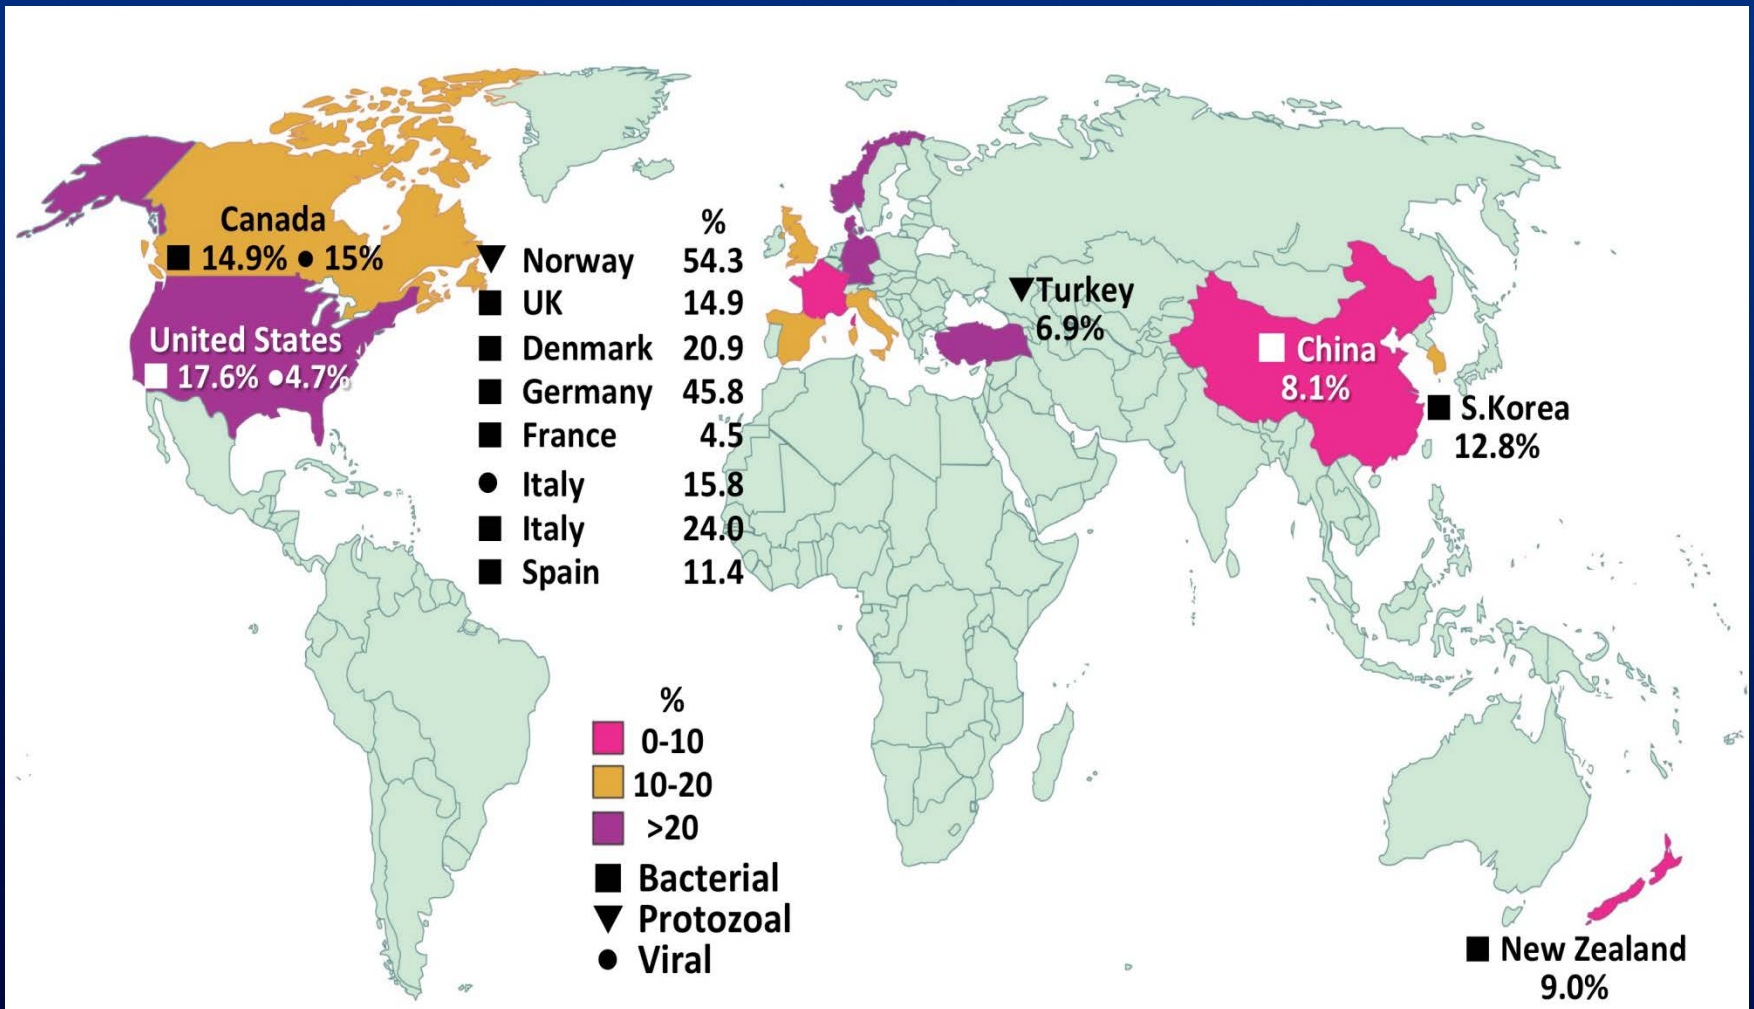 Canada
■ 14.9% ● 15%
United States
■ 17.6% ●4.7%
%
▼ Norway 54.3
■ UK 14.9
■ Denmark 20.9
■ Germany 45.8
■ France 4.5
● Italy 15.8
■ Italy 24.0
■ Spain 11.4
▼Turkey
6.9%
■ China
8.1%
■ S.Korea
12.8%
%
0-10
10-20
>20
■ Bacterial
▼ Protozoal
● Viral
■ New Zealand
9.0%